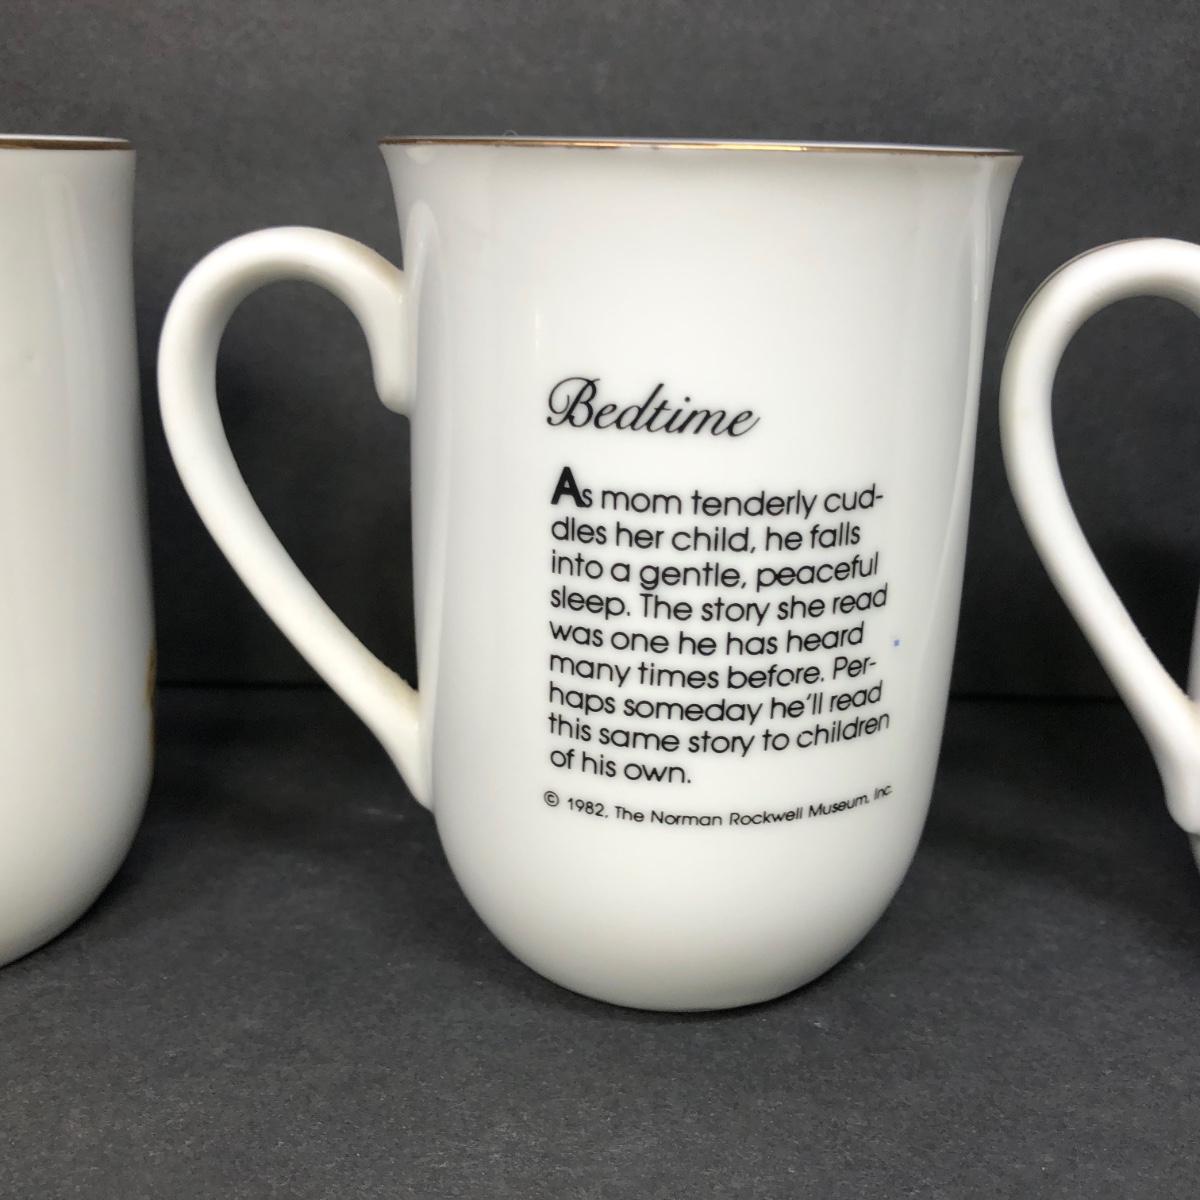 Bedtime
As mom tenderly cud-
dles her child, he falls
into a gentle, peaceful
sleep. The story she read
was one he has heard
many times before. Per-
haps someday he'll read
this same story to children
of his own.
© 1982, The Norman Rockwell Museum, Inc.